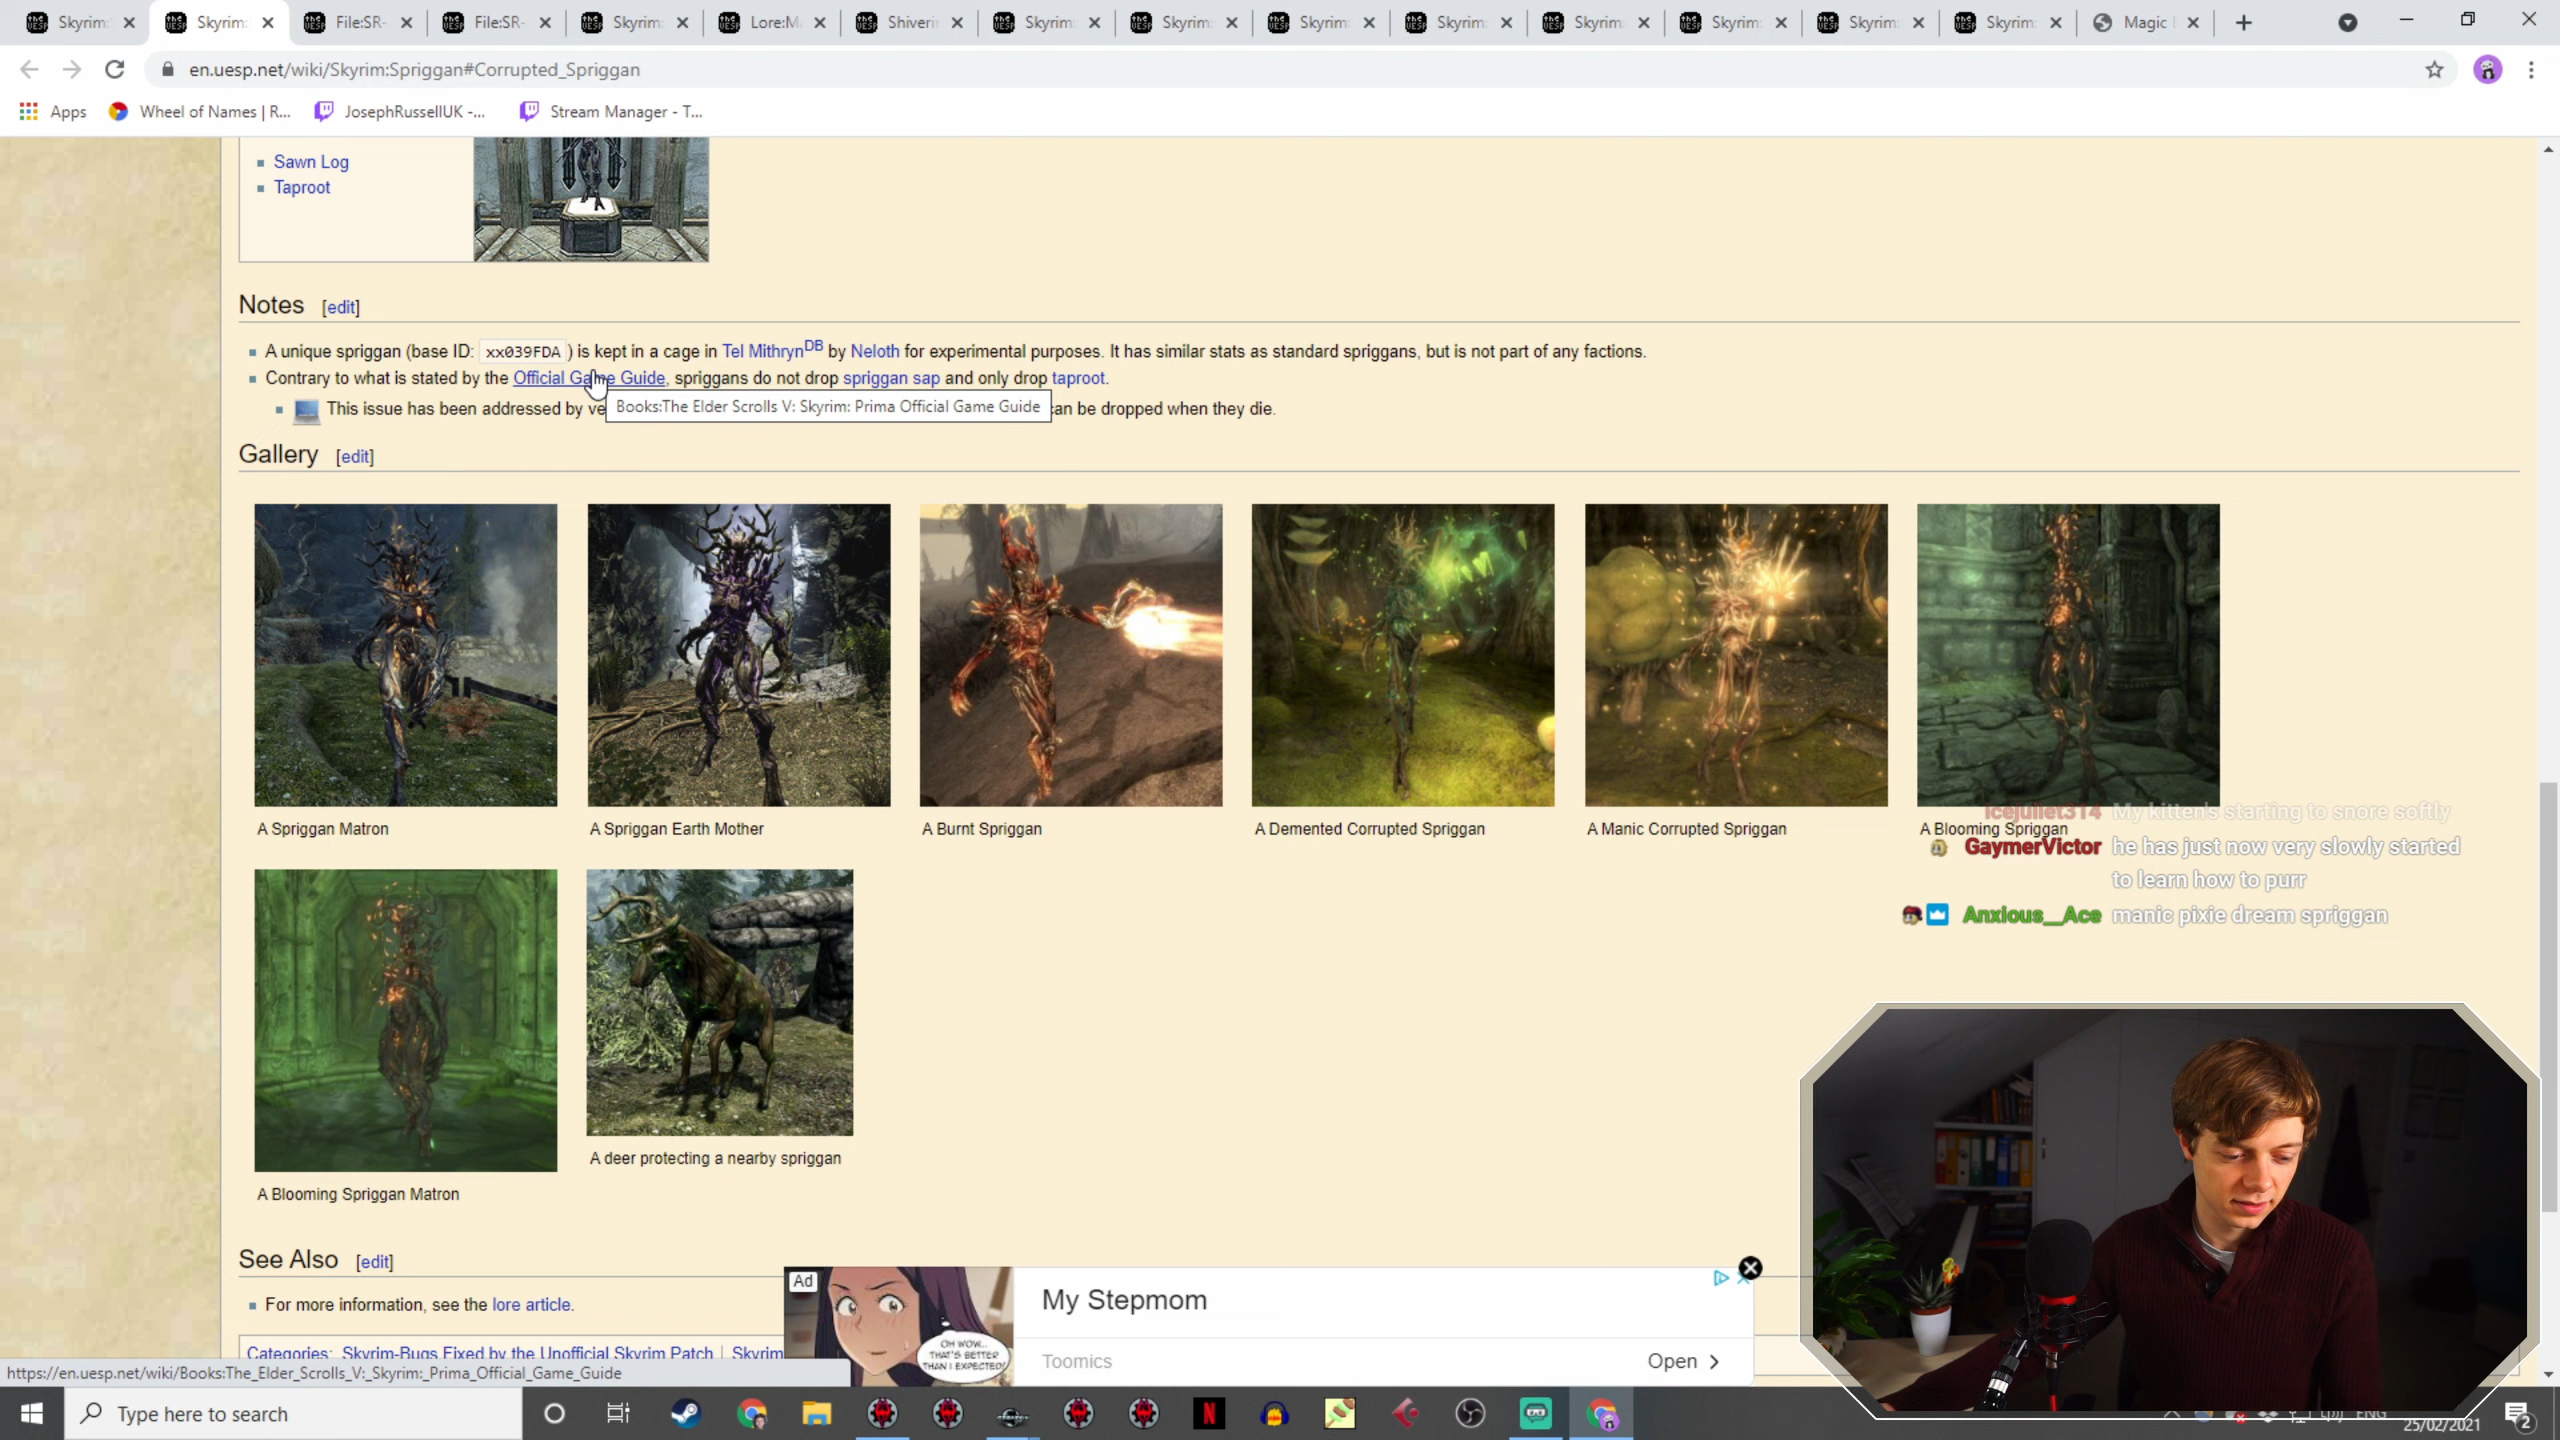 Skyrim: Skyrim: File:SR- File:SR- Skyrim: Lore:M Shiverin Skyrim: Skyrim: Skyrim: Skyrim: Skyrim: Skyrim: Skyrim: Skyrim: Magic
en.uesp.net/wiki/Skyrim:Spriggan#Corrupted_Spriggan
Apps Wheel of Names | R... JosephRussellUK -... Stream Manager - T...
Sawn Log
Taproot
Notes [edit]
A unique spriggan (base ID: xx039FDA ) is kept in a cage in Tel MithrynDB by Neloth for experimental purposes. It has similar stats as standard spriggans, but is not part of any factions.
Contrary to what is stated by the Official Game Guide, spriggans do not drop spriggan sap and only drop taproot.
This issue has been addressed by ve
Books:The Elder Scrolls V: Skyrim: Prima Official Game Guide
can be dropped when they die.
Gallery [edit]
A Spriggan Matron
A Spriggan Earth Mother
A Burnt Spriggan
A Demented Corrupted Spriggan
A Manic Corrupted Spriggan
A Blooming Spriggan
icejuliet314 My kitten's starting to snore softly
GaymerVictor he has just now very slowly started
to learn how to purr
Anxious__Ace manic pixie dream spriggan
A Blooming Spriggan Matron
A deer protecting a nearby spriggan
See Also [edit]
For more information, see the lore article.
Categories: Skyrim-Bugs Fixed by the Unofficial Skyrim Patch | Skyrim
Ad
OH WOW...
THAT'S BETTER
THAN I EXPECTED!
My Stepmom
Toomics
Open
https://en.uesp.net/wiki/Books:The_Elder_Scrolls_V:_Skyrim:_Prima_Official_Game_Guide
Type here to search
ENG
25/02/2021
2